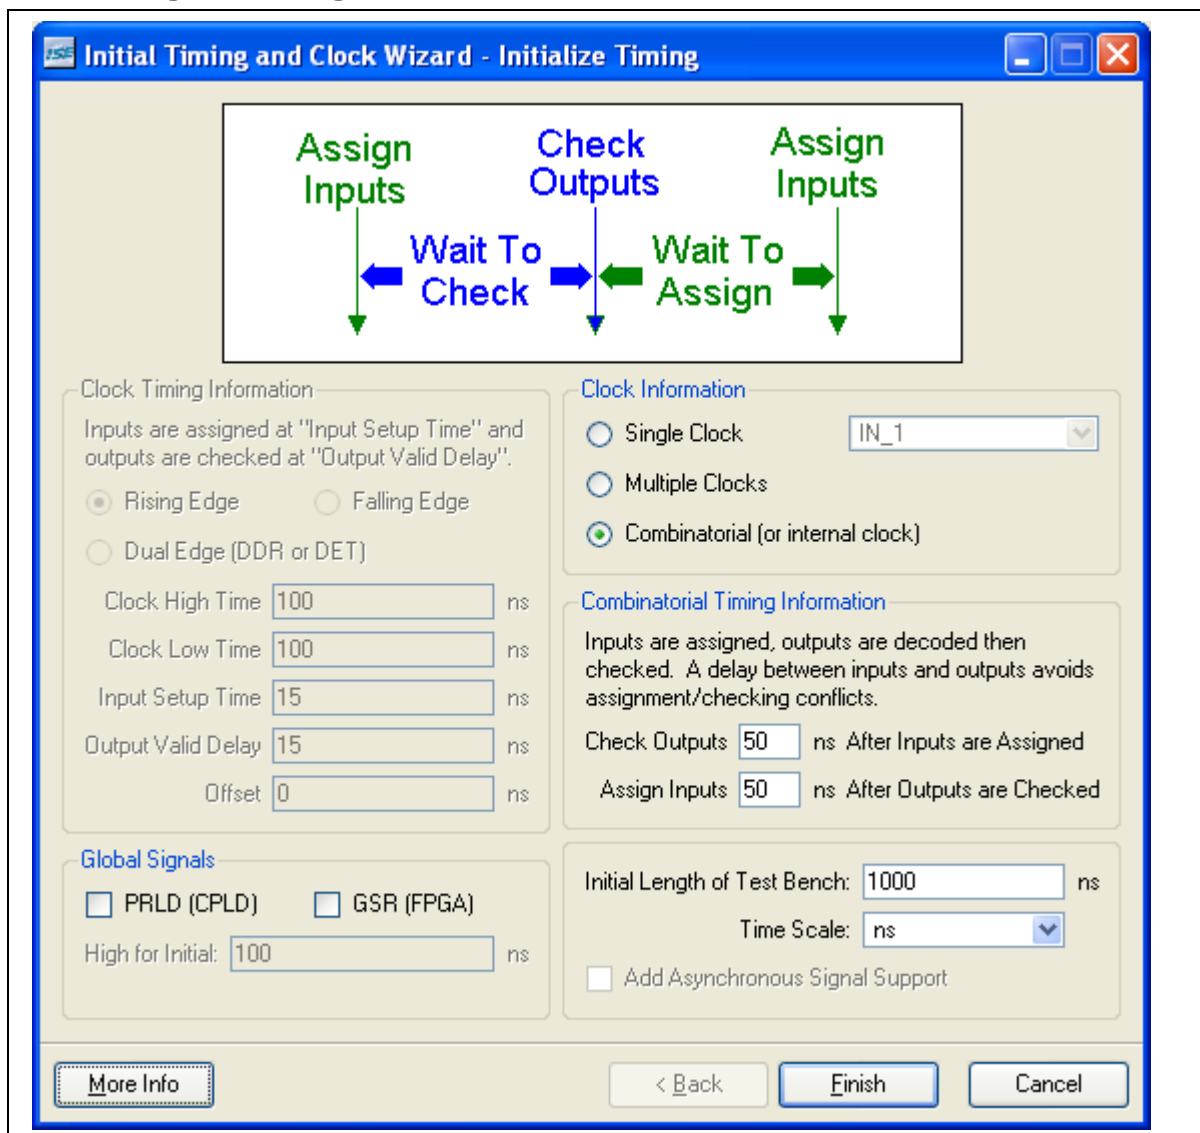 ISE Initial Timing and Clock Wizard - Initialize Timing
Assign Inputs
Check Outputs
Assign Inputs
Wait To Check
Wait To Assign
Clock Timing Information
Inputs are assigned at "Input Setup Time" and
outputs are checked at "Output Valid Delay".
Rising Edge Falling Edge
Dual Edge (DDR or DET)
Clock High Time 100 ns
Clock Low Time 100 ns
Input Setup Time 15 ns
Output Valid Delay 15 ns
Offset 0 ns
Global Signals
PRLD (CPLD) GSR (FPGA)
High for Initial: 100 ns
Clock Information
Single Clock IN_1
Multiple Clocks
Combinatorial (or internal clock)
Combinatorial Timing Information
Inputs are assigned, outputs are decoded then
checked. A delay between inputs and outputs avoids
assignment/checking conflicts.
Check Outputs 50 ns After Inputs are Assigned
Assign Inputs 50 ns After Outputs are Checked
Initial Length of Test Bench: 1000 ns
Time Scale: ns
Add Asynchronous Signal Support
More Info < Back Finish Cancel